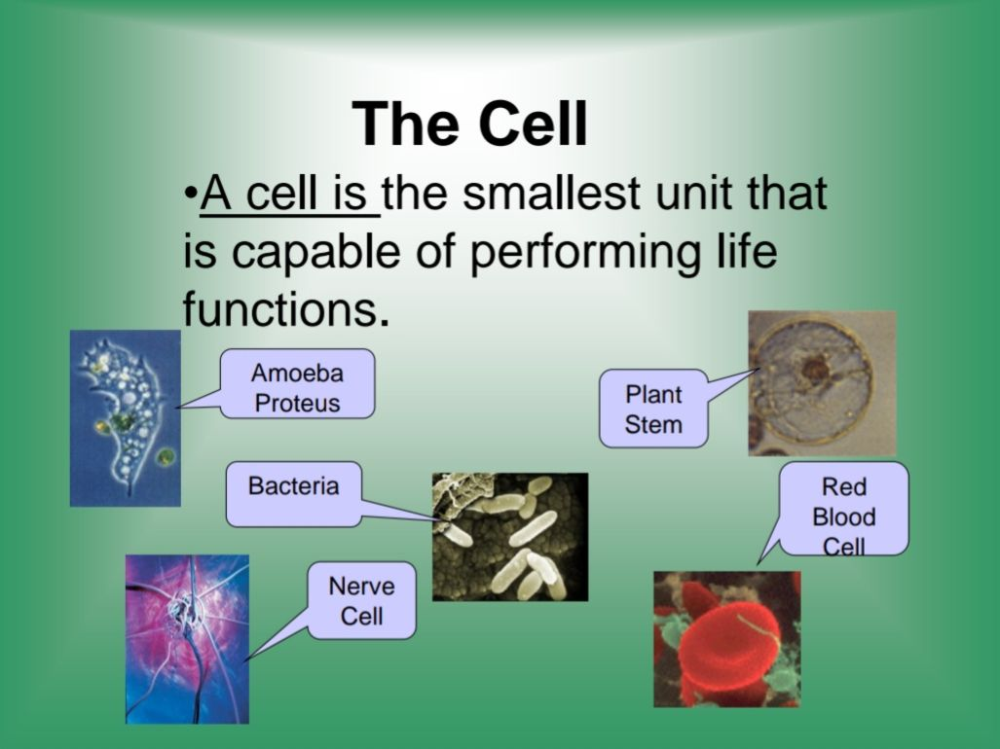 The Cell
•A cell is the smallest unit that
is capable of performing life
functions.
Amoeba
Proteus
Plant
Stem
Bacteria
Red
Blood
Cell
Nerve
Cell